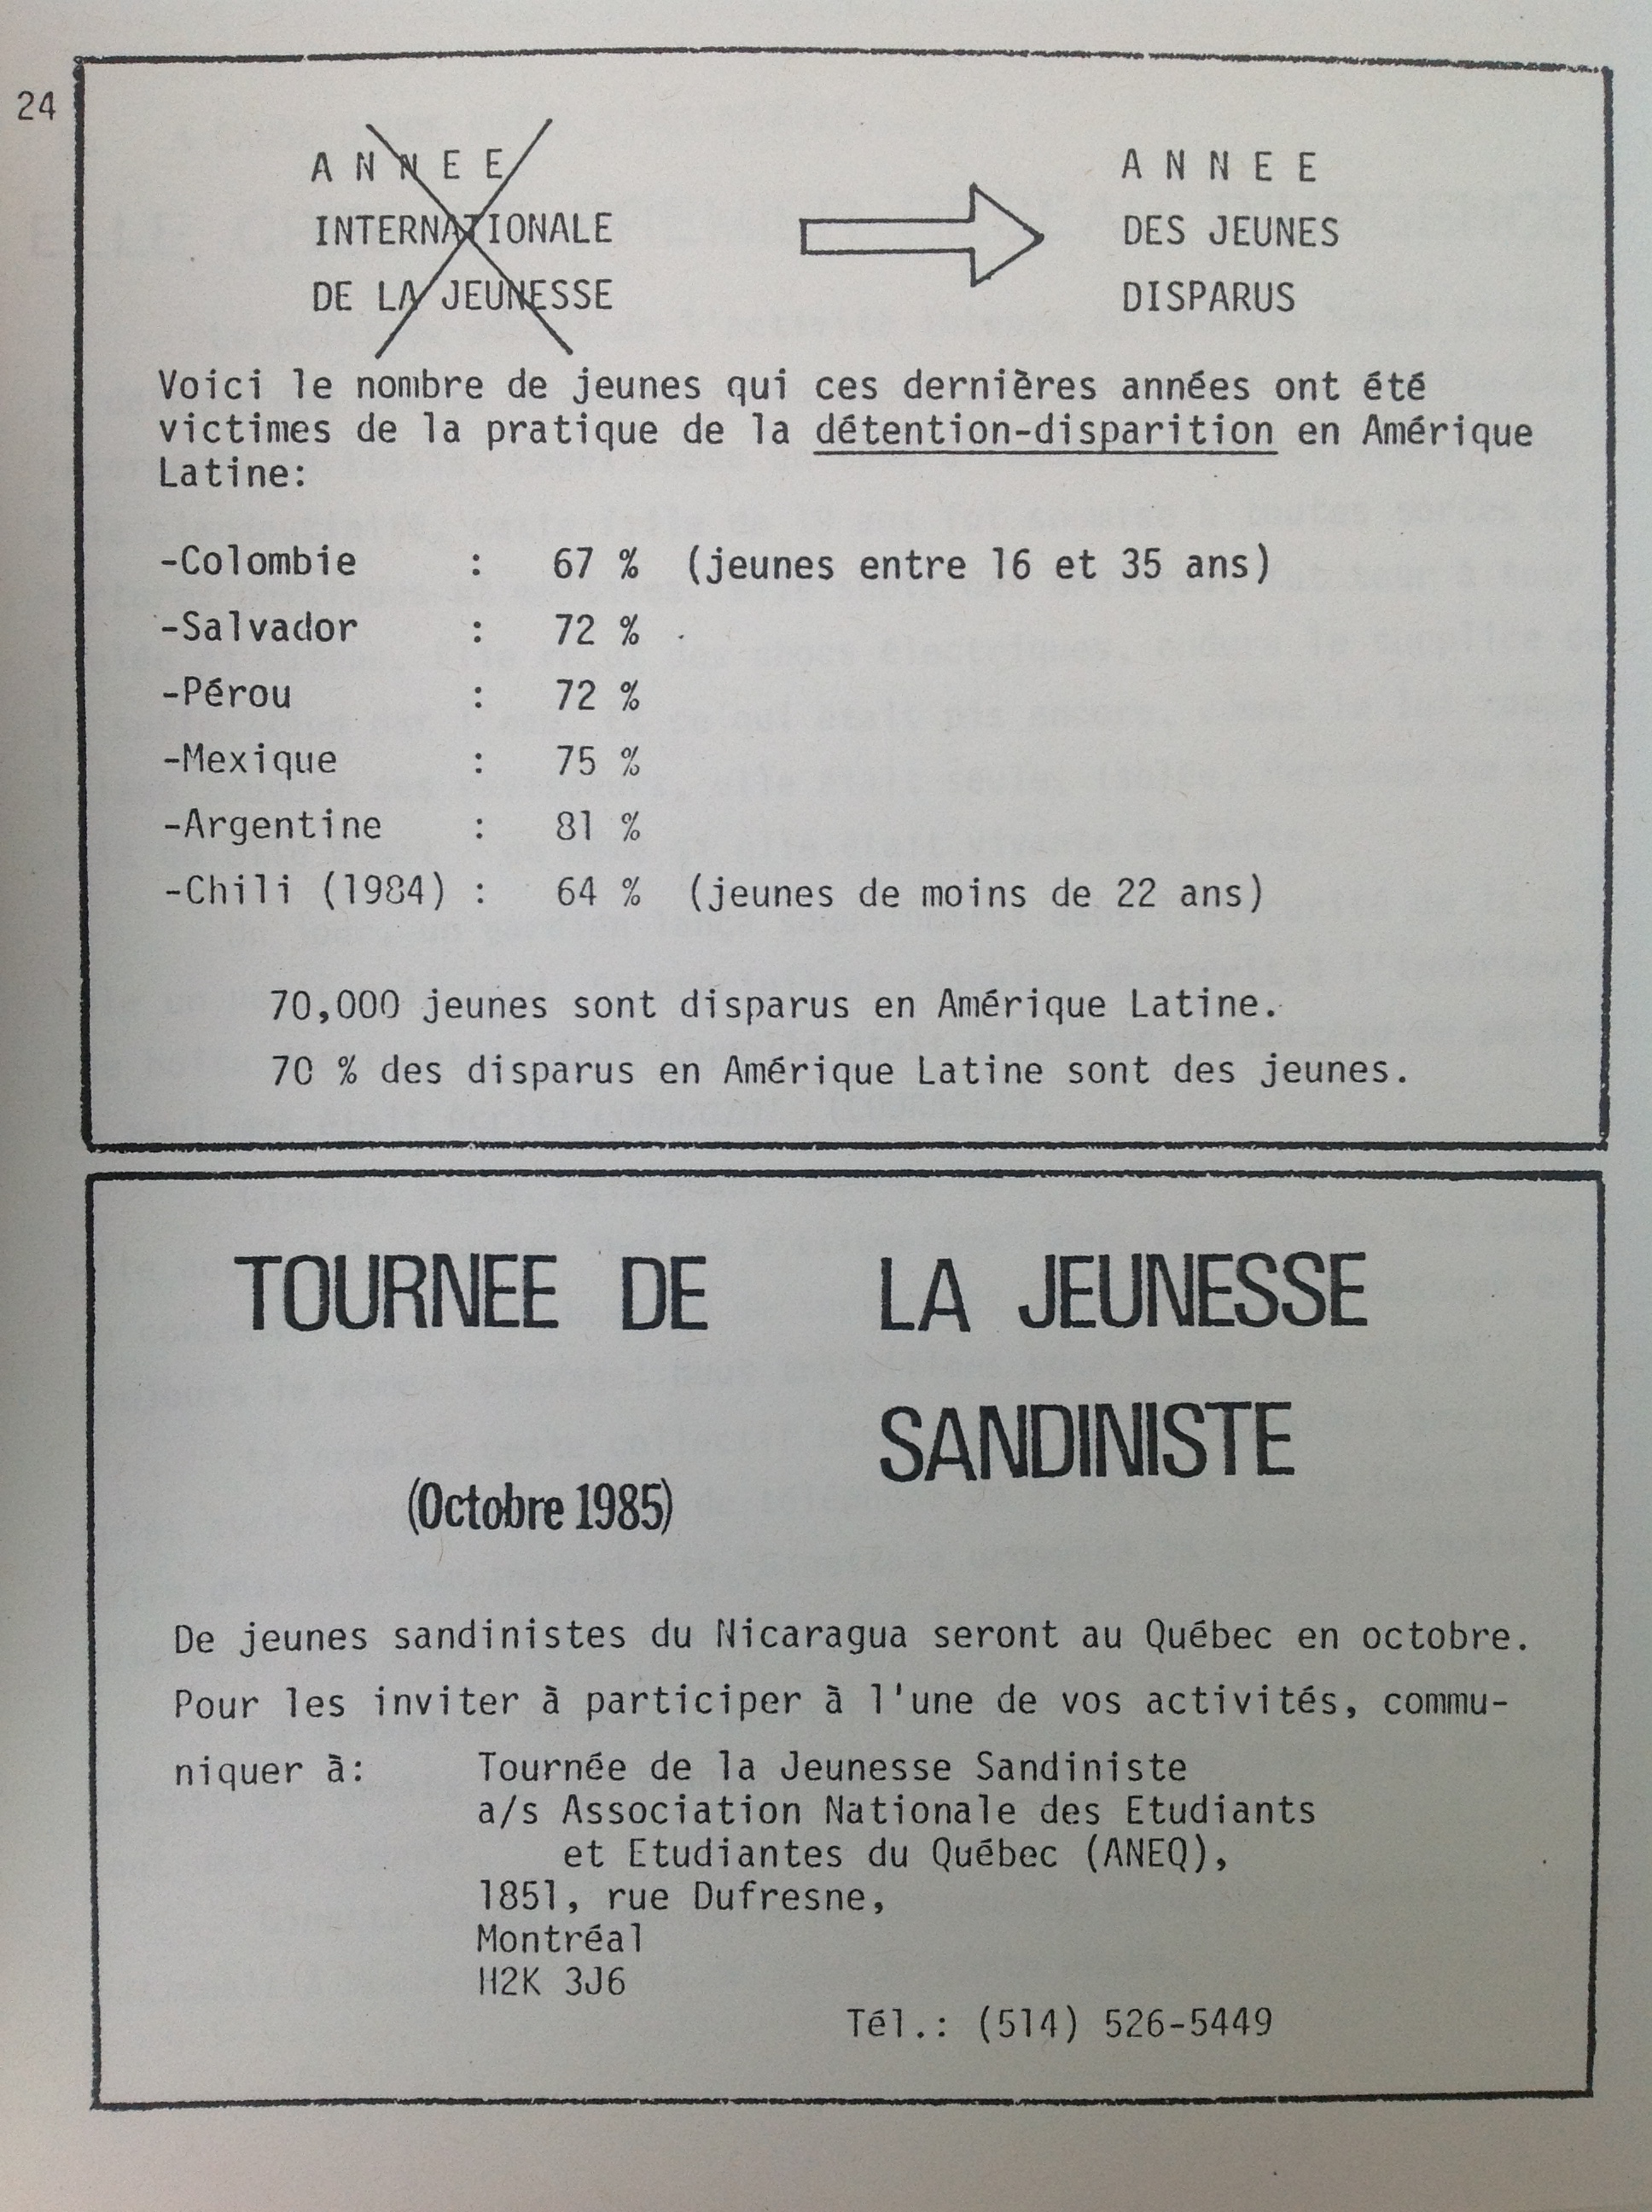 24
A N N E E
INTERNATIONALE
DE LA JEUNESSE
A N N E E
DES JEUNES
DISPARUS
Voici le nombre de jeunes qui ces dernières années ont été
victimes de la pratique de la détention-disparition en Amérique
Latine:
-Colombie : 67 % (jeunes entre 16 et 35 ans)
-Salvador : 72 %
-Pérou : 72 %
-Mexique : 75 %
-Argentine : 81 %
-Chili (1984) : 64 % (jeunes de moins de 22 ans)
70,000 jeunes sont disparus en Amérique Latine.
70 % des disparus en Amérique Latine sont des jeunes.
TOURNEE DE LA JEUNESSE
SANDINISTE
(Octobre 1985)
De jeunes sandinistes du Nicaragua seront au Québec en octobre.
Pour les inviter à participer à l'une de vos activités, commu-
niquer à: Tournée de la Jeunesse Sandiniste
a/s Association Nationale des Etudiants
et Etudiantes du Québec (ANEQ),
1851, rue Dufresne,
Montréal
H2K 3J6
Tél.: (514) 526-5449